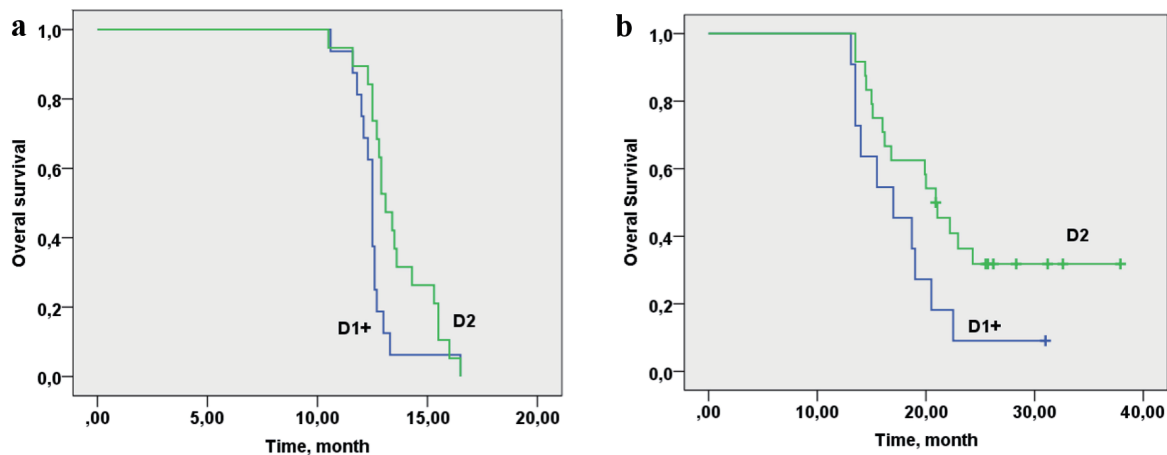 a
Overal survival
1,0
0,8
0,6
0,4
0,2
0,0
D1+
D2
,00
5,00
10,00
15,00
20,00
Time, month
b
Overal Survival
1,0
0,8
0,6
0,4
0,2
0,0
D2
D1+
,00
10,00
20,00
30,00
40,00
Time, month